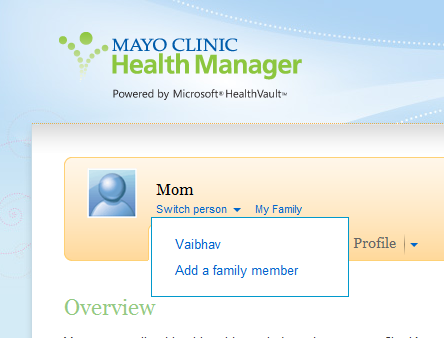 MAYO CLINIC
Health Manager
Powered by Microsoft® HealthVault™
Mom
Switch person My Family
Vaibhav
Profile
Add a family member
Overview